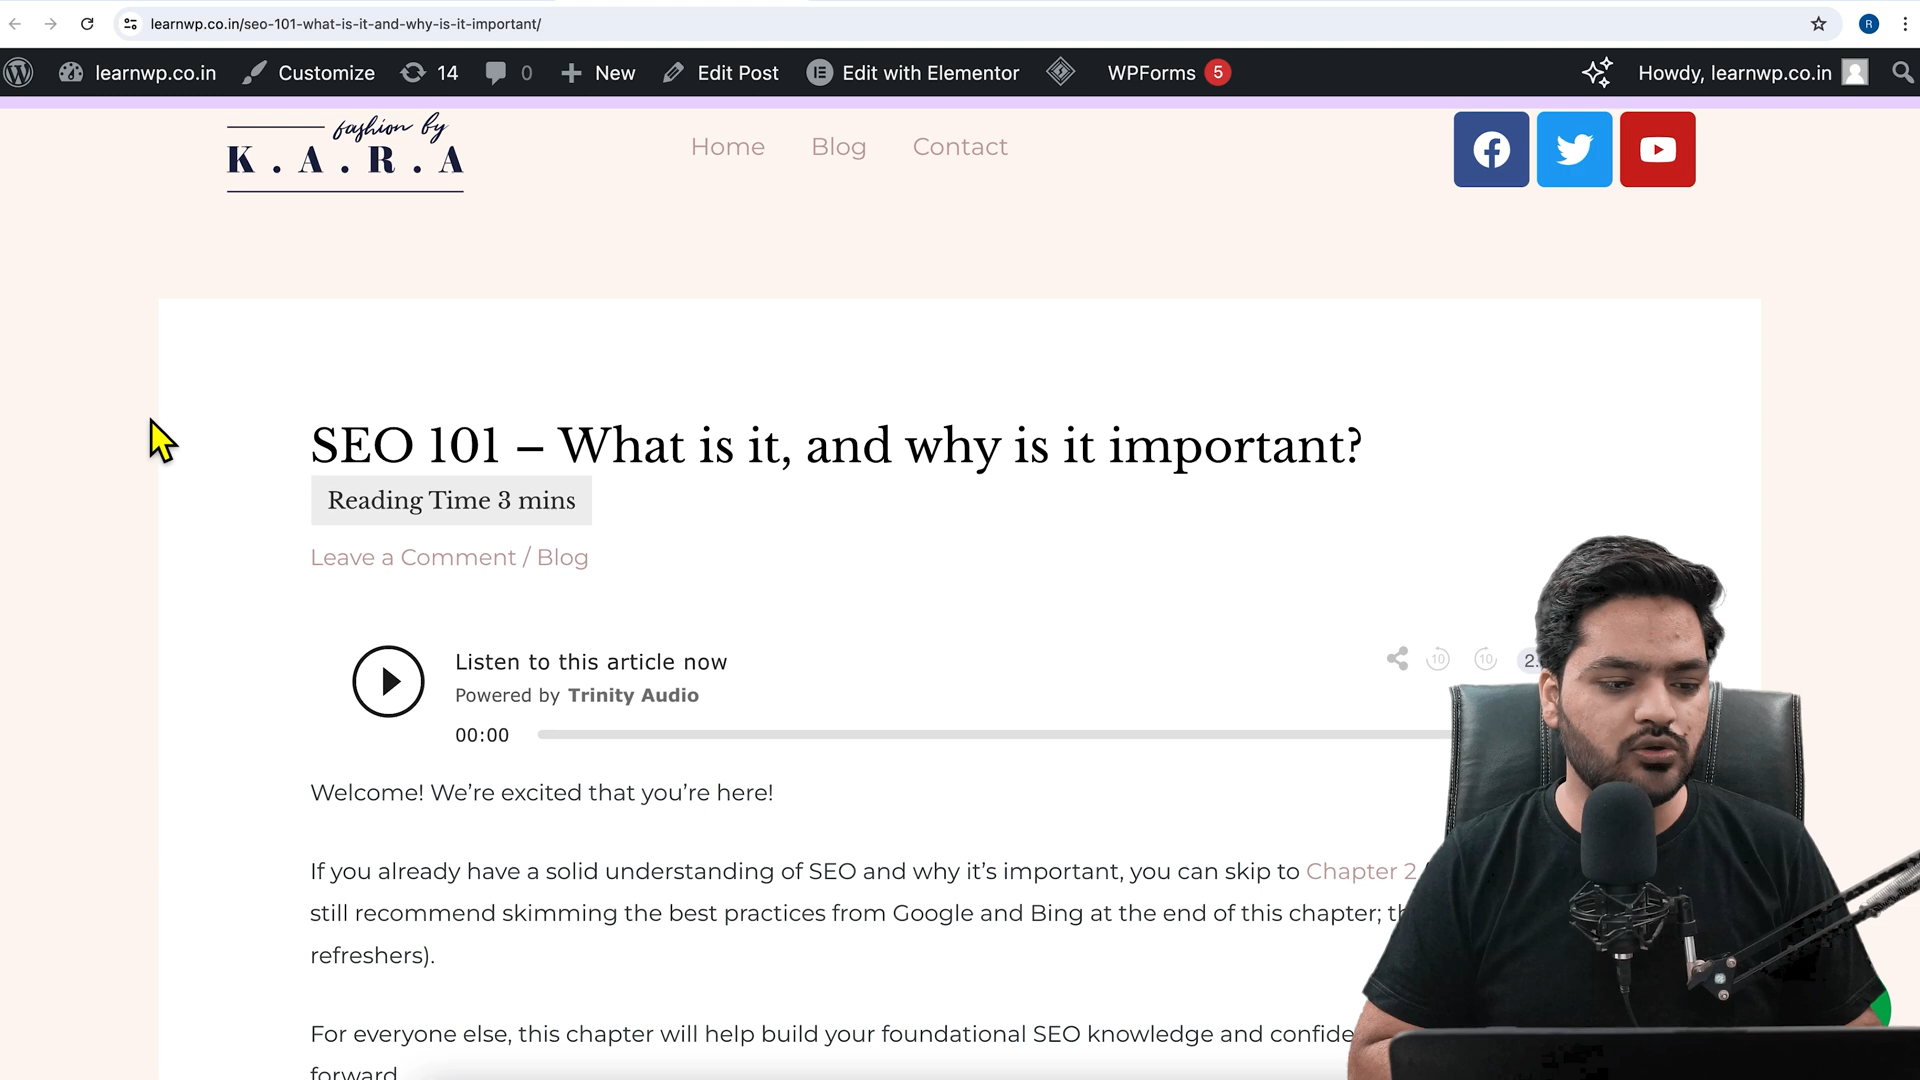 learnwp.co.in/seo-101-what-is-it-and-why-is-it-important/
R
learnwp.co.in Customize 14 0 New Edit Post Edit with Elementor WPForms 5 Howdy, learnwp.co.in
fashion by
K.A.R.A
Home Blog Contact
SEO 101 – What is it, and why is it important?
Reading Time 3 mins
Leave a Comment / Blog
Listen to this article now
10 10 2.
Powered by Trinity Audio
00:00
Welcome! We’re excited that you’re here!
If you already have a solid understanding of SEO and why it’s important, you can skip to Chapter 2
still recommend skimming the best practices from Google and Bing at the end of this chapter;
refreshers).
For everyone else, this chapter will help build your foundational SEO knowledge and
forward